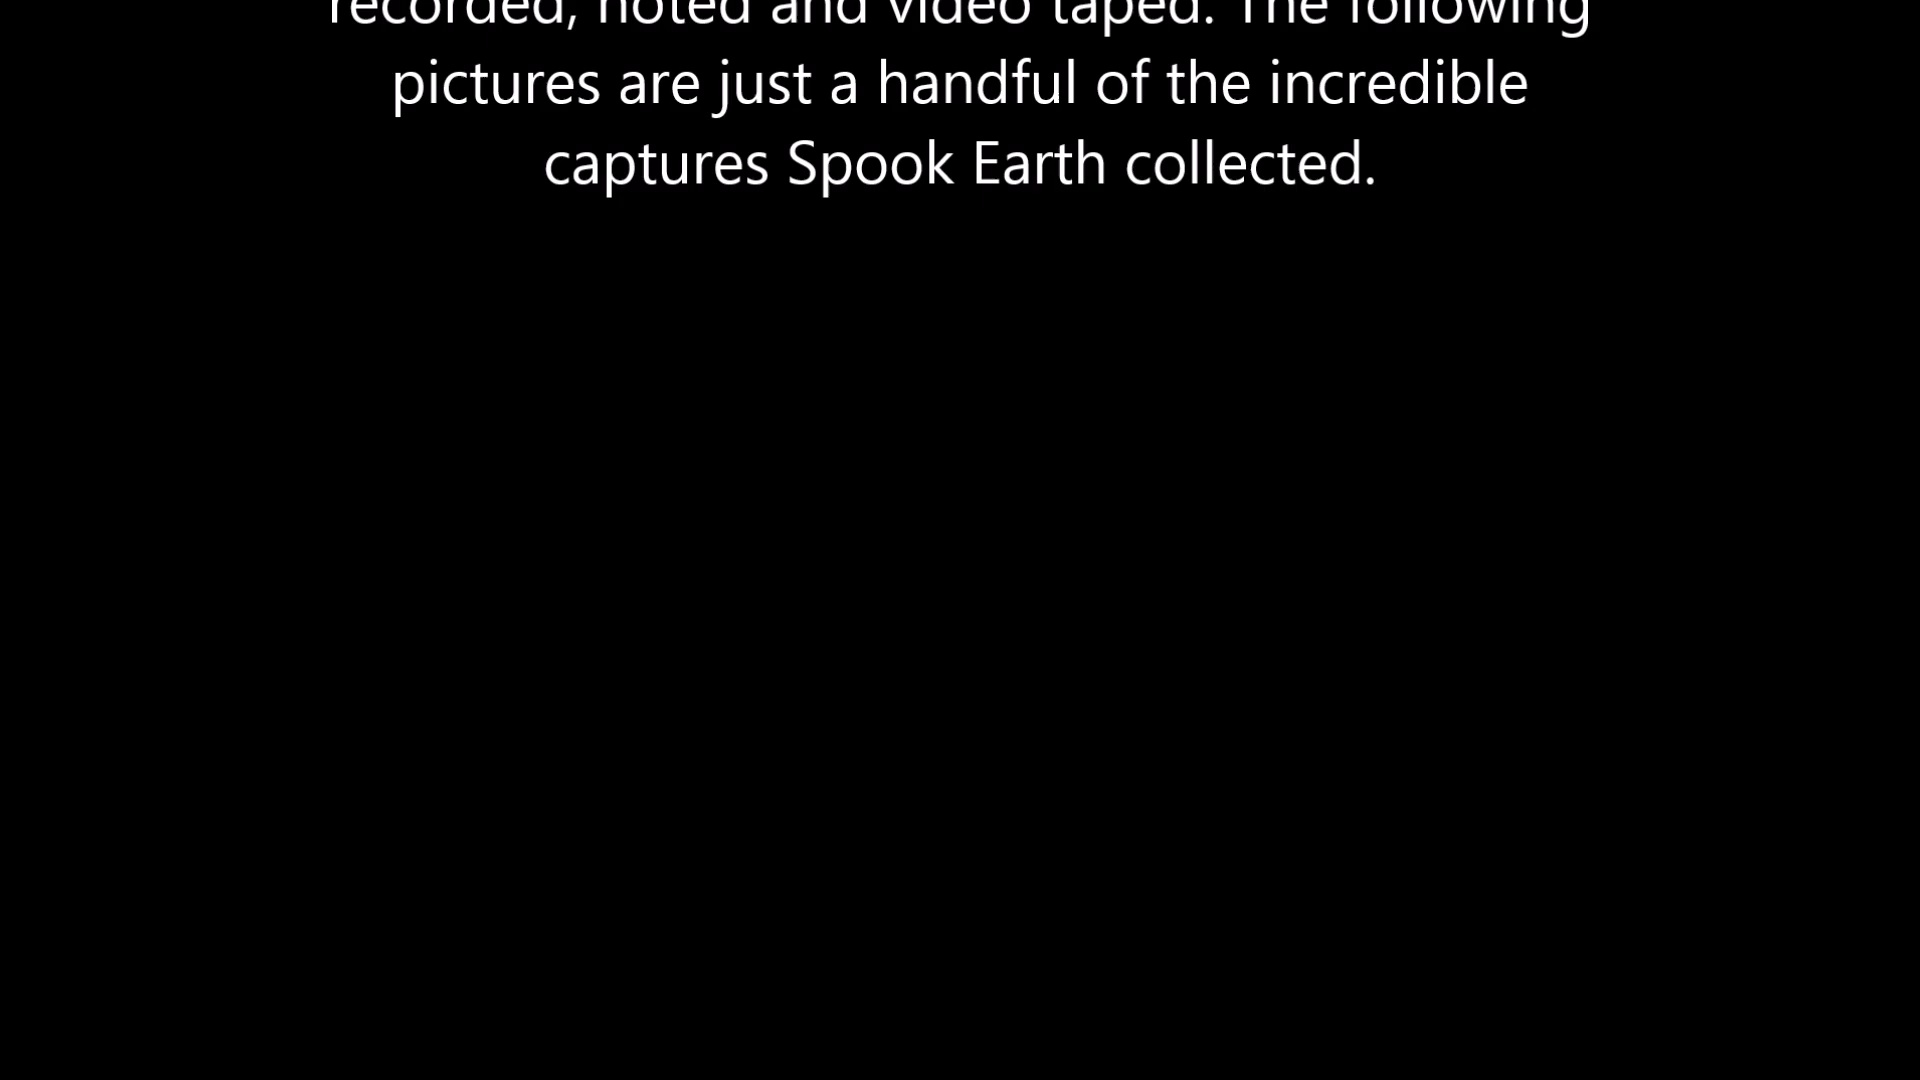 recorded, noted and video taped. The following
pictures are just a handful of the incredible
captures Spook Earth collected.